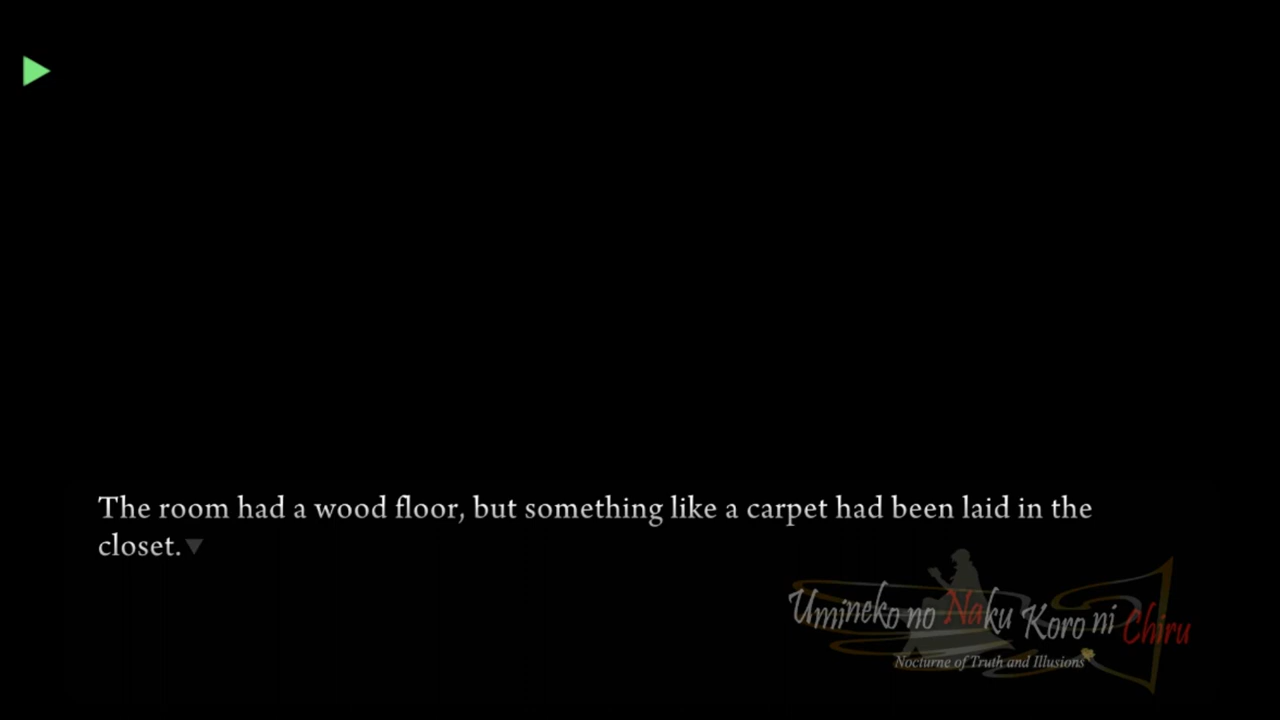 The room had a wood floor, but something like a carpet had been laid in the
closet.
Umineko no Naku Koro ni Chiru
Nocturne of Truth and Illusions